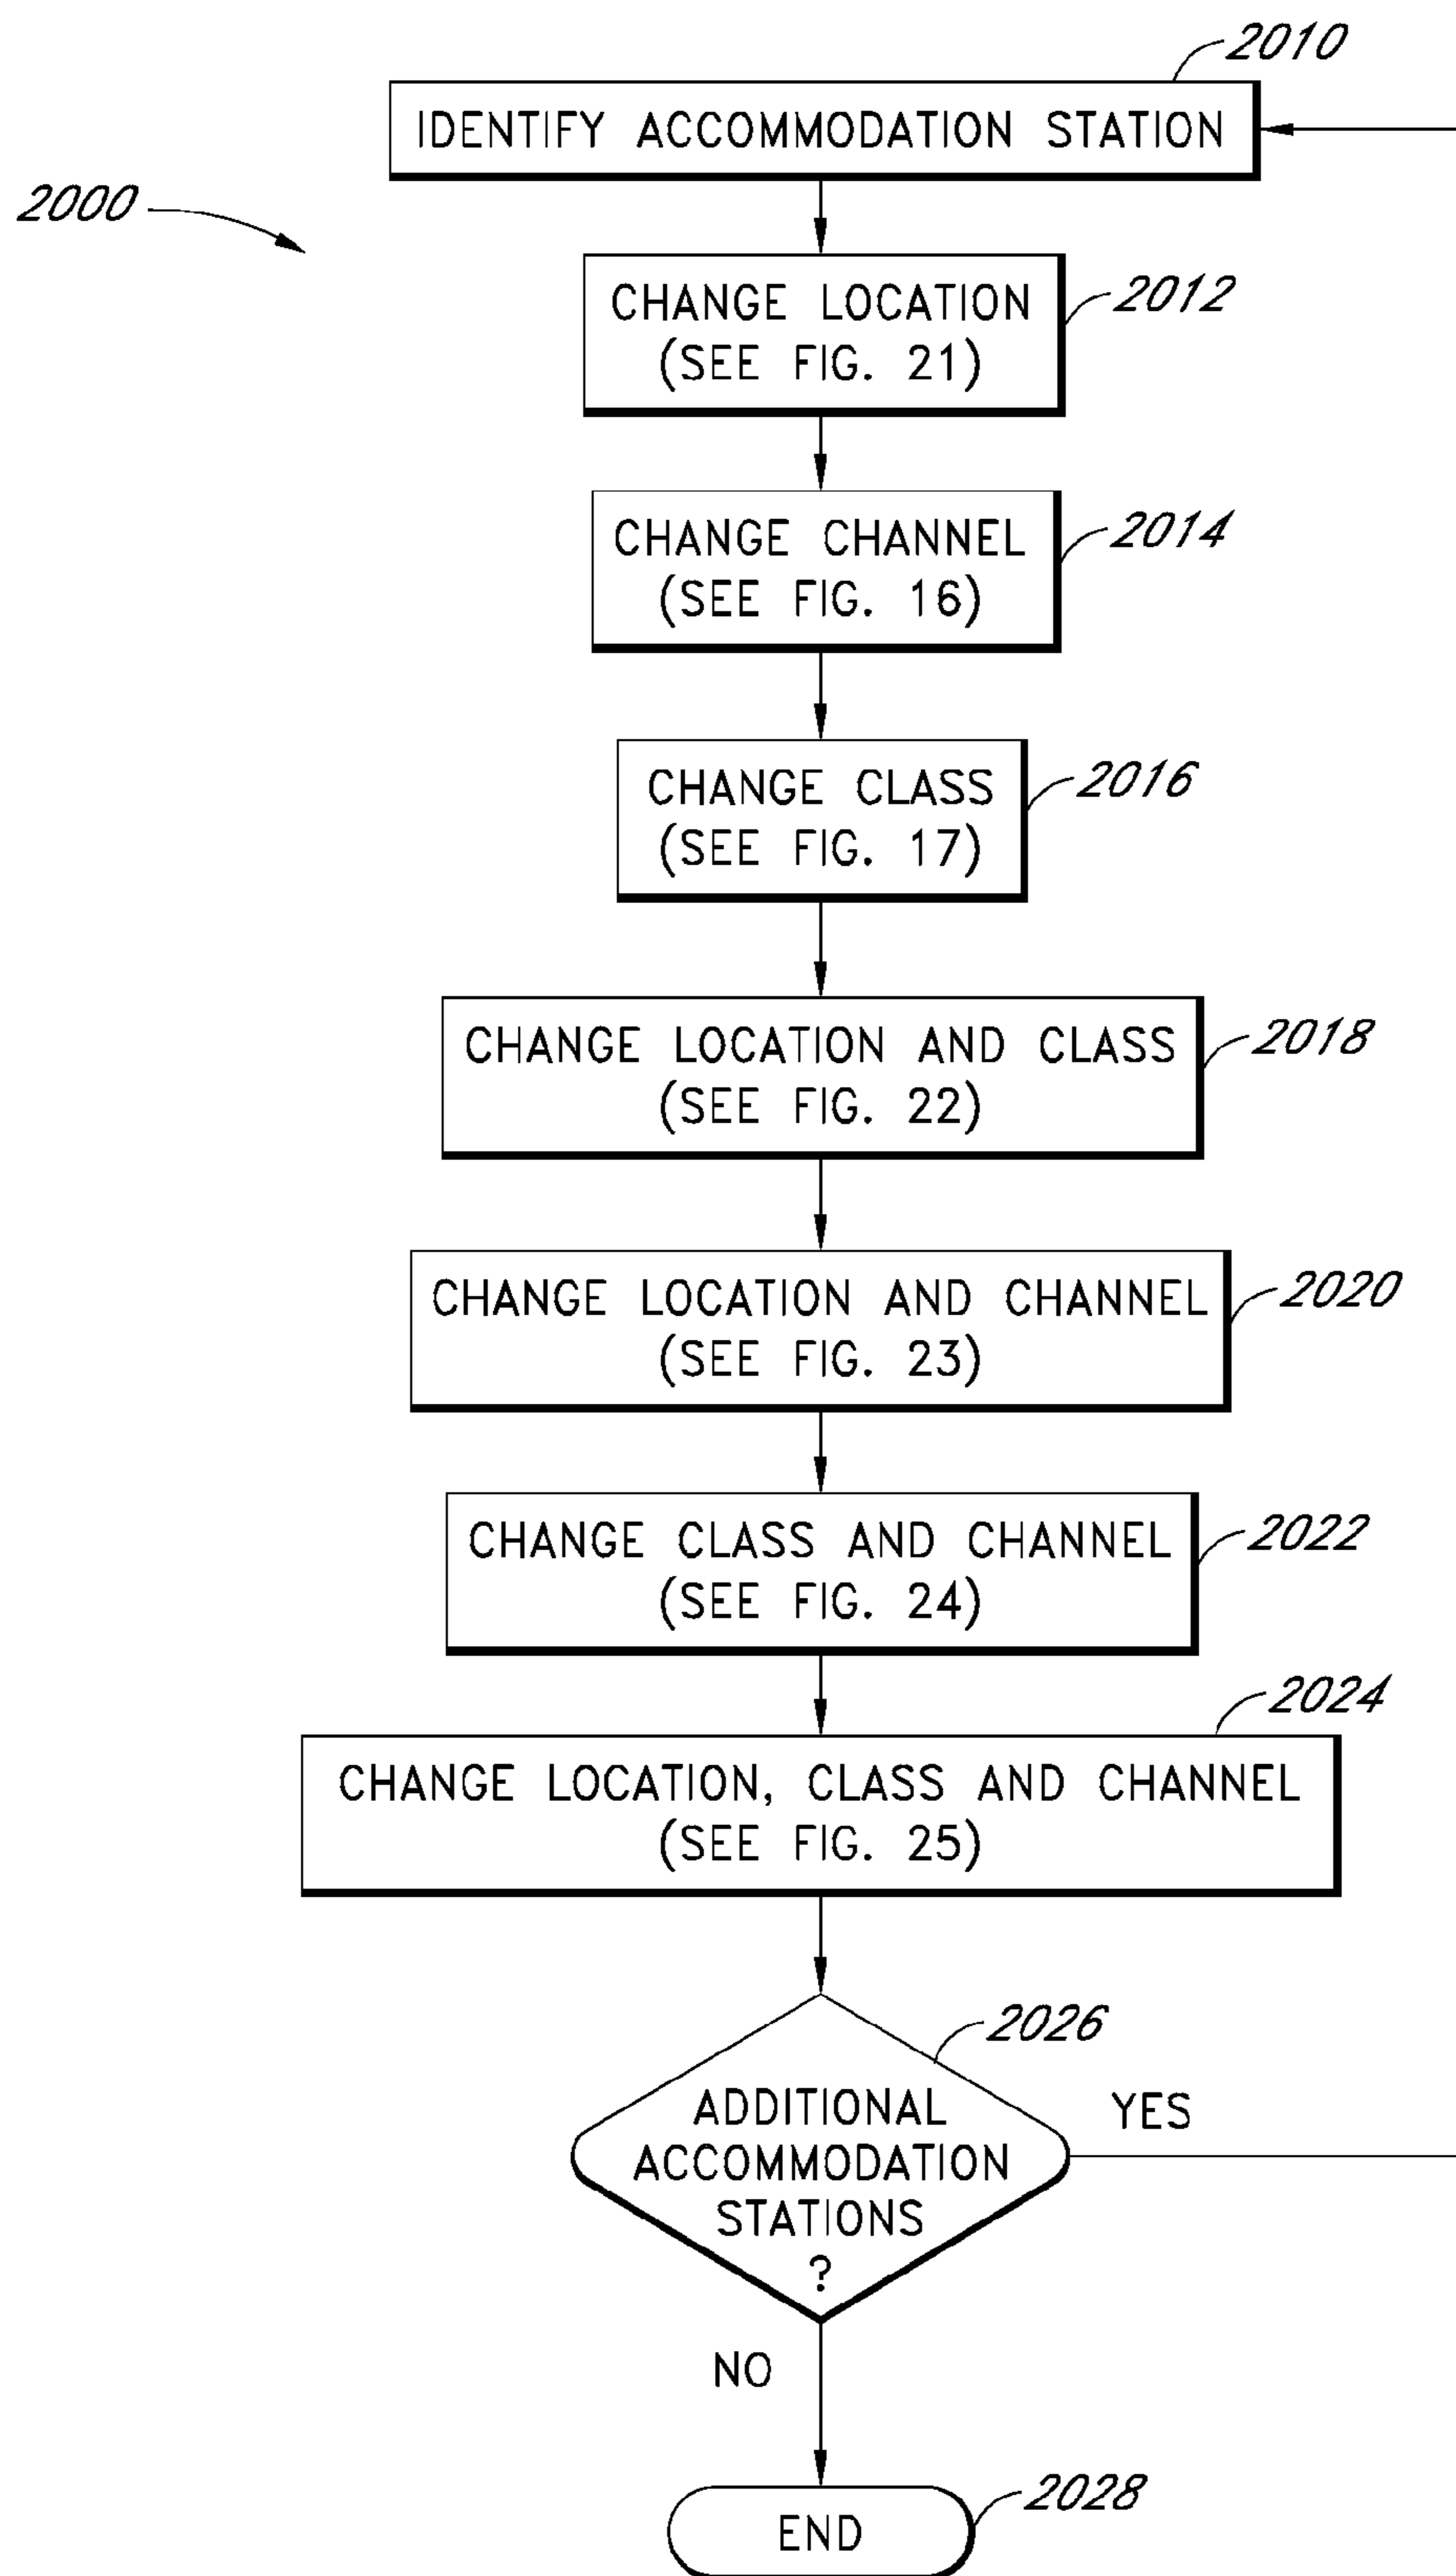 2010
IDENTIFY ACCOMMODATION STATION
2000
CHANGE LOCATION
(SEE FIG. 21)
2012
CHANGE CHANNEL
(SEE FIG. 16)
2014
CHANGE CLASS
(SEE FIG. 17)
2016
CHANGE LOCATION AND CLASS
(SEE FIG. 22)
2018
CHANGE LOCATION AND CHANNEL
(SEE FIG. 23)
2020
CHANGE CLASS AND CHANNEL
(SEE FIG. 24)
2022
2024
CHANGE LOCATION, CLASS AND CHANNEL
(SEE FIG. 25)
2026
ADDITIONAL
ACCOMMODATION
STATIONS
?
YES
NO
END
2028